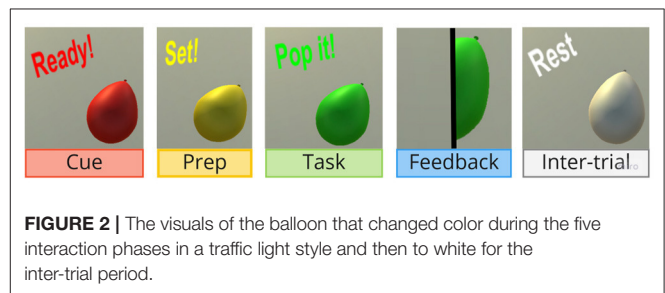 Ready!
Set!
Pop it!
Rest
Cue
Prep
Task
Feedback
Inter-trial
FIGURE 2 | The visuals of the balloon that changed color during the five
interaction phases in a traffic light style and then to white for the
inter-trial period.